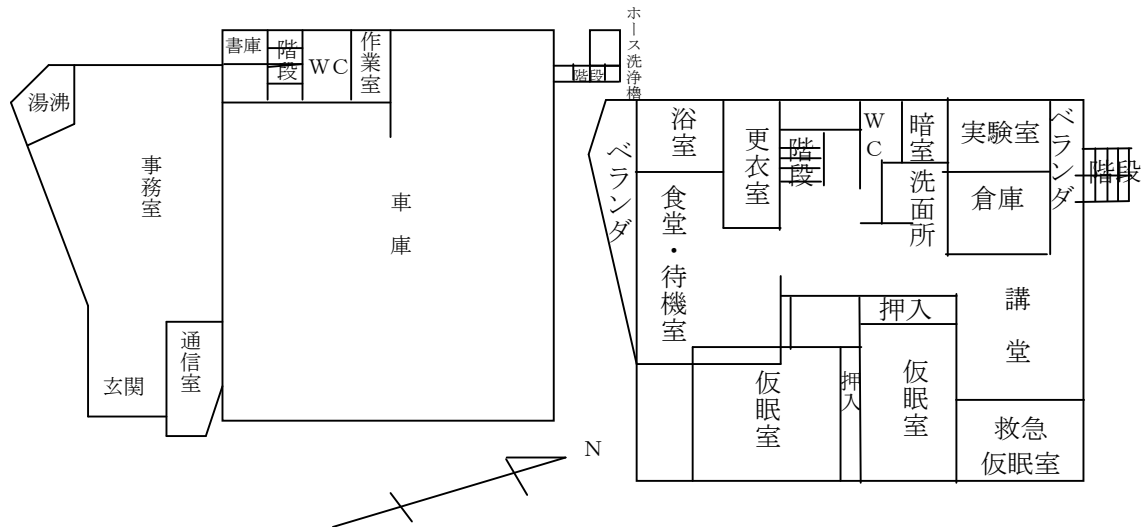 書庫
階段
WC
作業室
湯沸
事務室
車庫
通信室
玄関
階段
ホース洗浄櫓
ベランダ
浴室
更衣室
階段
WC
暗室
実験室
ベランダ
階段
洗面所
倉庫
食堂・待機室
講堂
押入
仮眠室
押入
仮眠室
救急
仮眠室
N